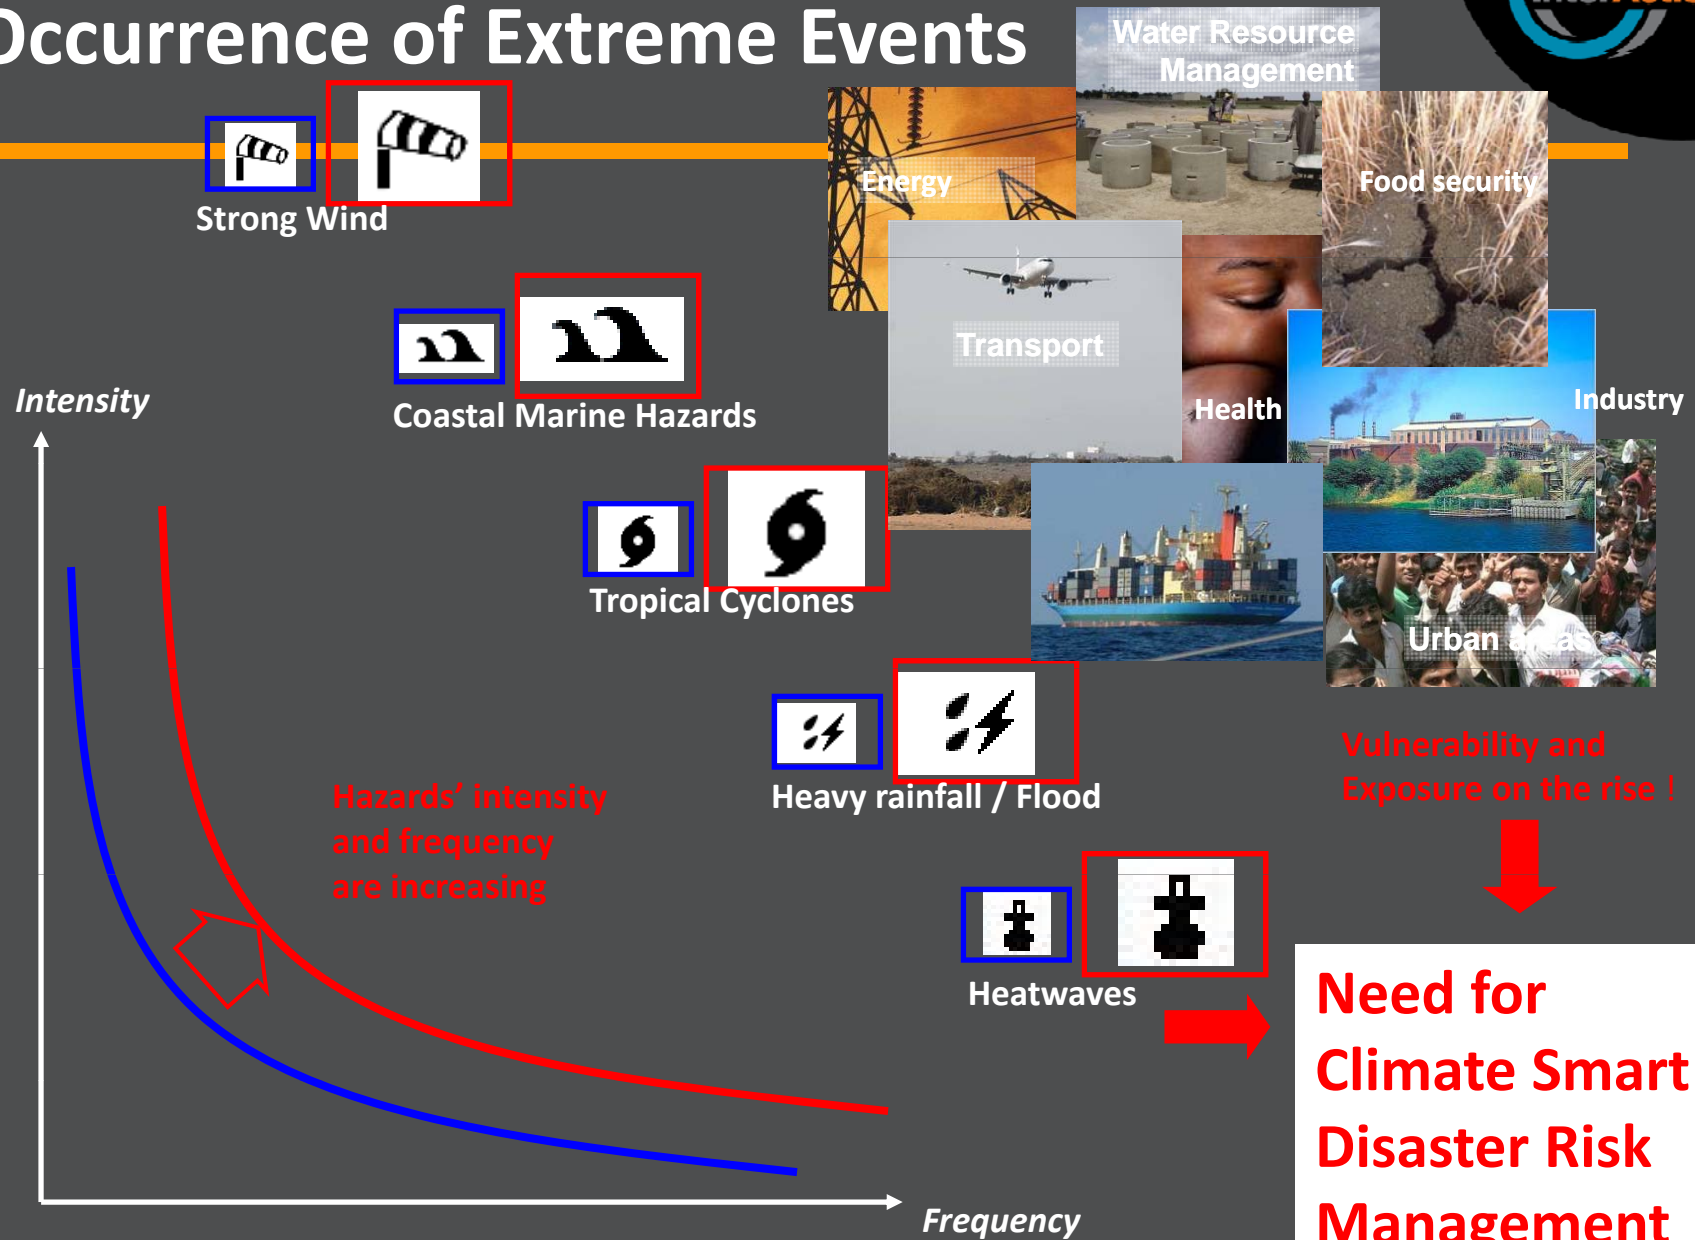 Occurrence of Extreme Events
Water Resource
Management
Energy
Food security
Strong Wind
Transport
Intensity
Coastal Marine Hazards
Health
Industry
Tropical Cyclones
Urban areas
Vulnerability and
Exposure on the rise !
Hazards' intensity
and frequency
are increasing
Heavy rainfall / Flood
Heatwaves
Need for
Climate Smart
Disaster Risk
Management
Frequency